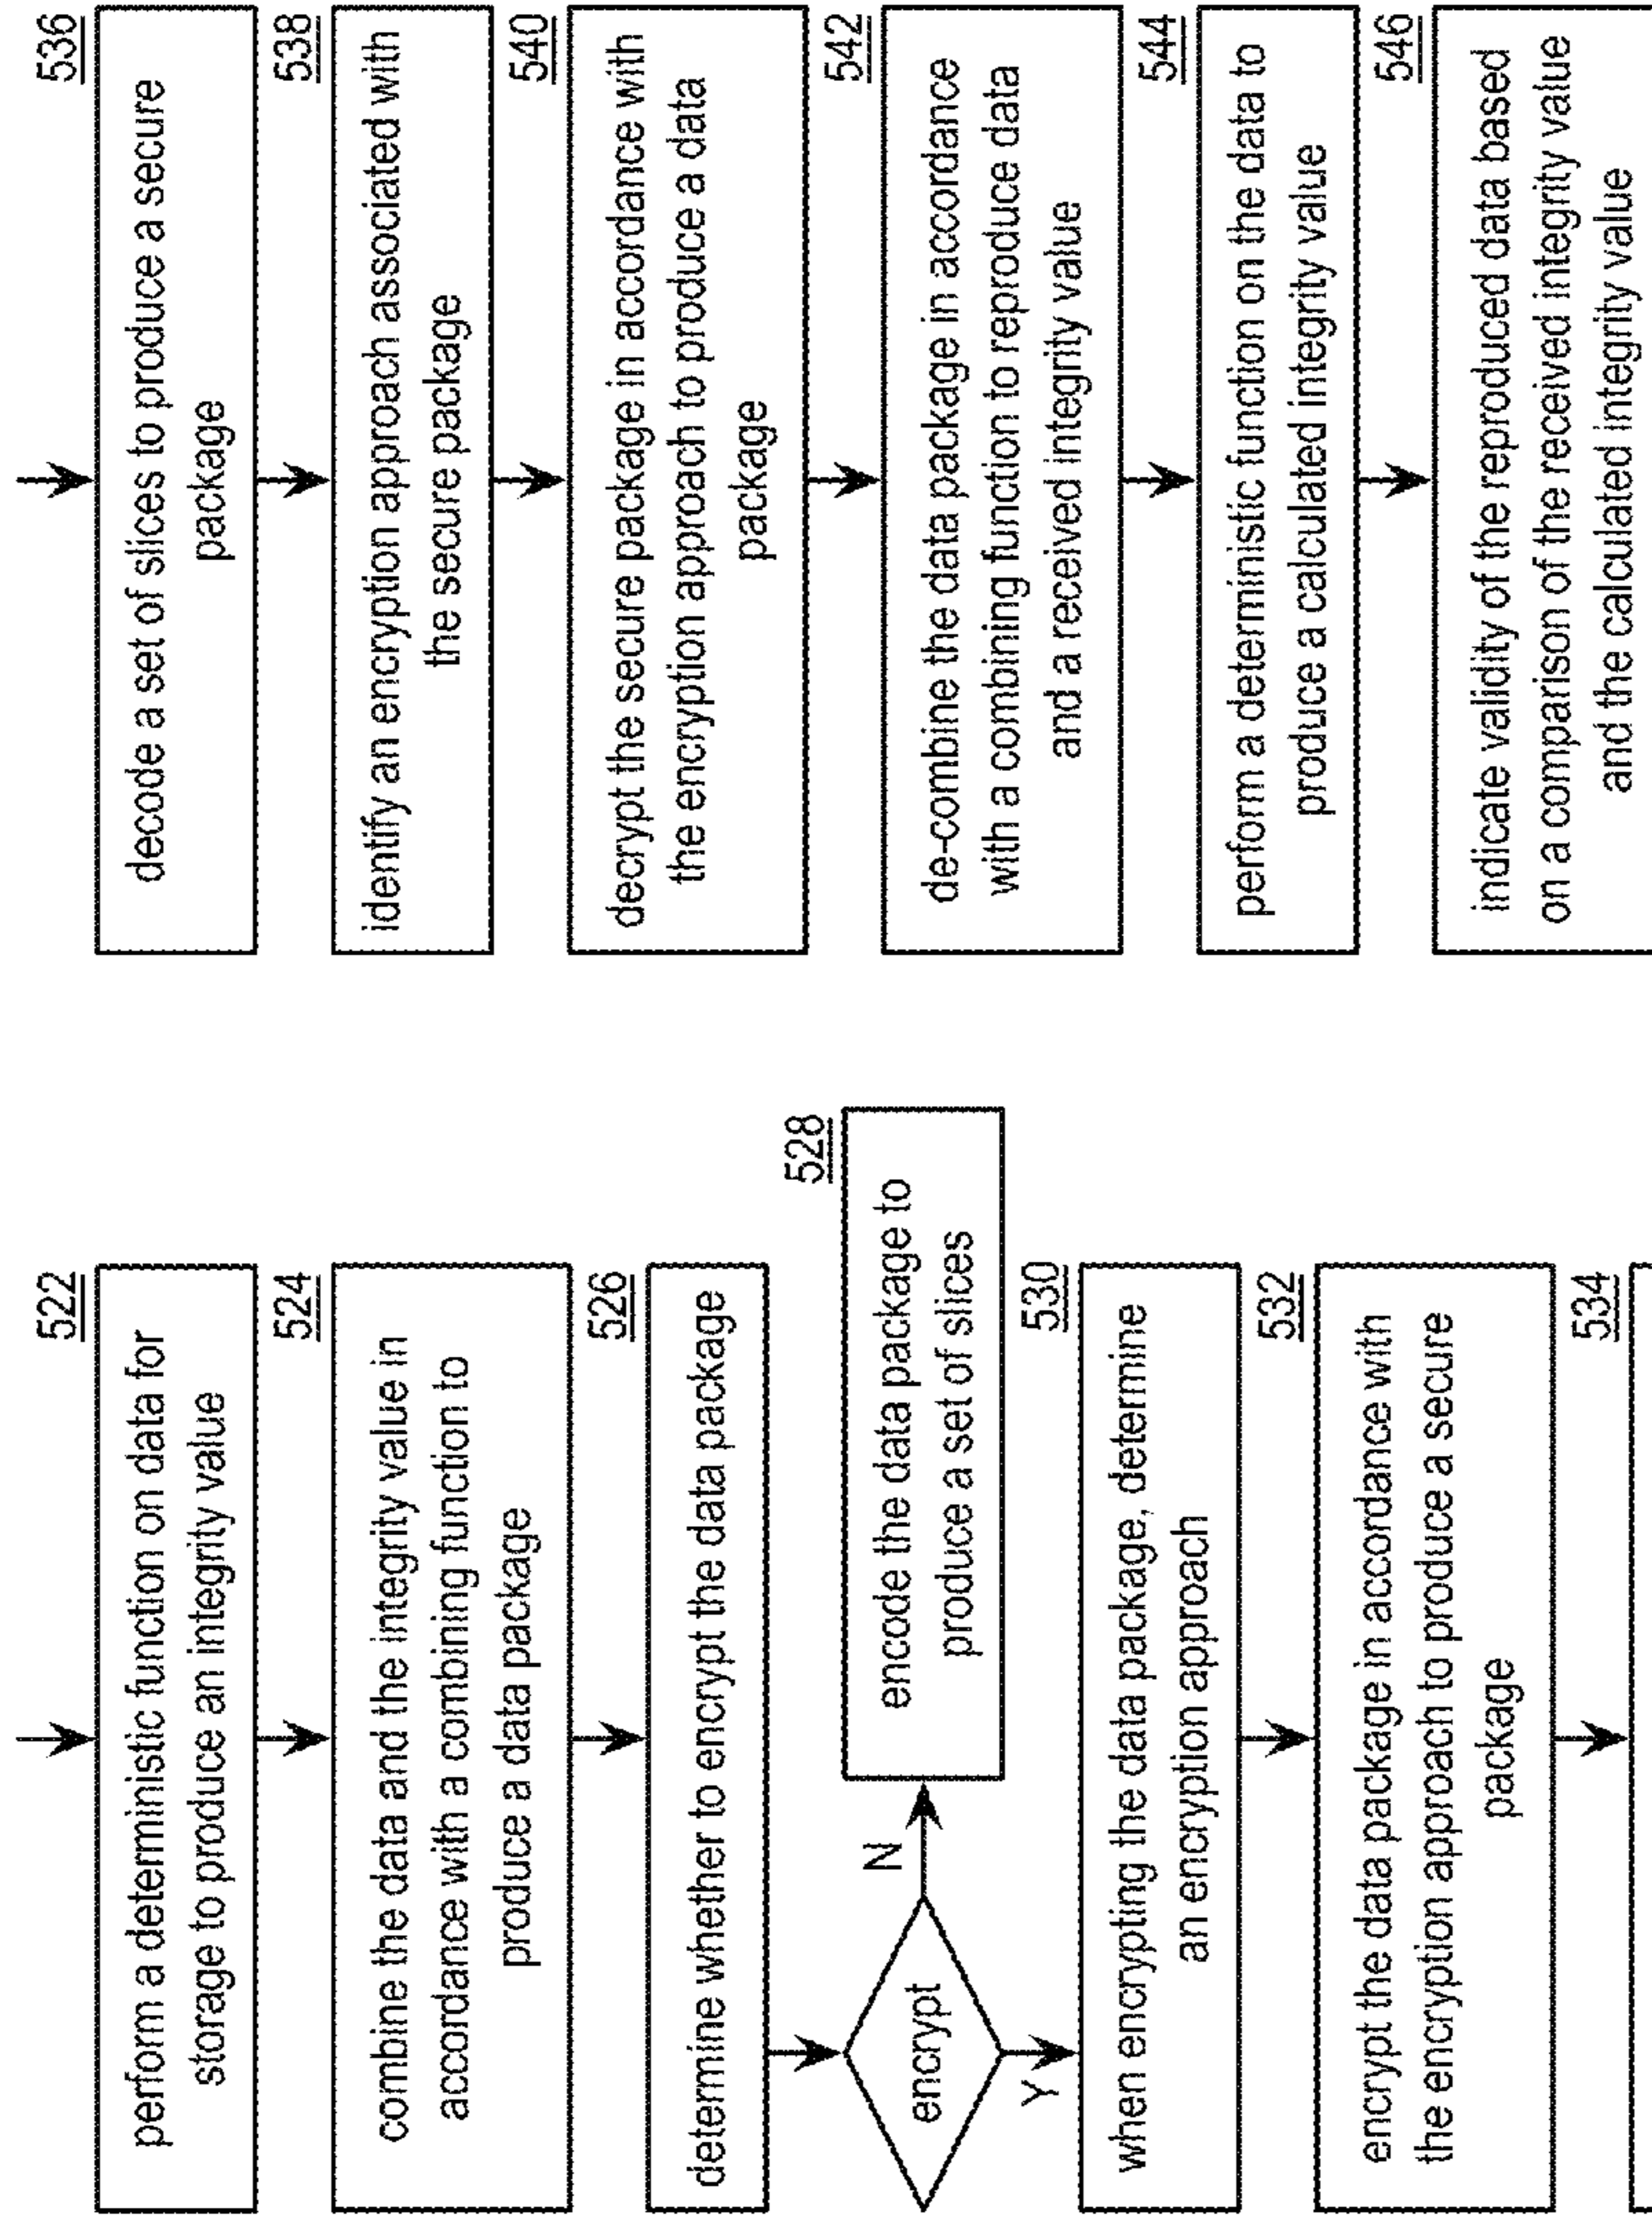 522
perform a deterministic function on data for
storage to produce an integrity value
524
combine the data and the integrity value in
accordance with a combining function to
produce a data package
526
determine whether to encrypt the data package
encrypt
N
528
encode the data package to
produce a set of slices
Y
530
when encrypting the data package, determine
an encryption approach
532
encrypt the data package in accordance with
the encryption approach to produce a secure
package
534
536
decode a set of slices to produce a secure
package
538
identify an encryption approach associated with
the secure package
540
decrypt the secure package in accordance with
the encryption approach to produce a data
package
542
de-combine the data package in accordance
with a combining function to reproduce data
and a received integrity value
544
perform a deterministic function on the data to
produce a calculated integrity value
546
indicate validity of the reproduced data based
on a comparison of the received integrity value
and the calculated integrity value